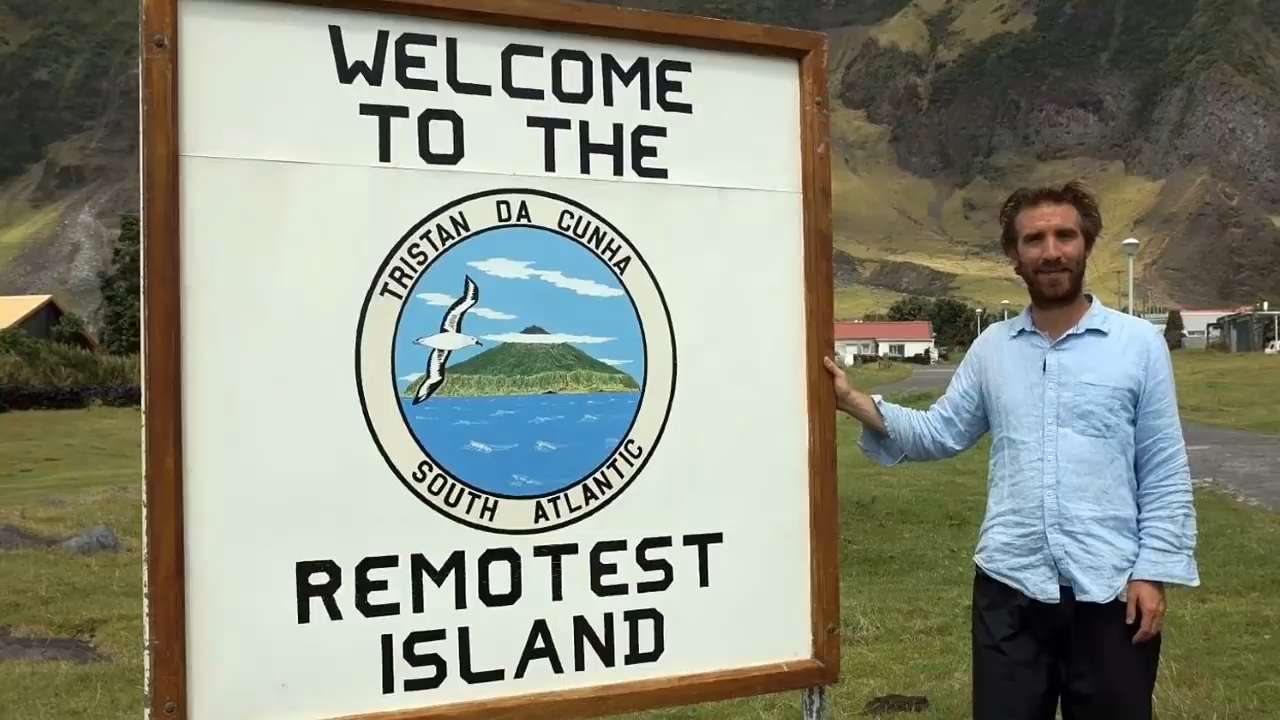 WELCOME
TO THE
TRISTAN DA CUNHA
SOUTH ATLANTIC
REMOTEST
ISLAND